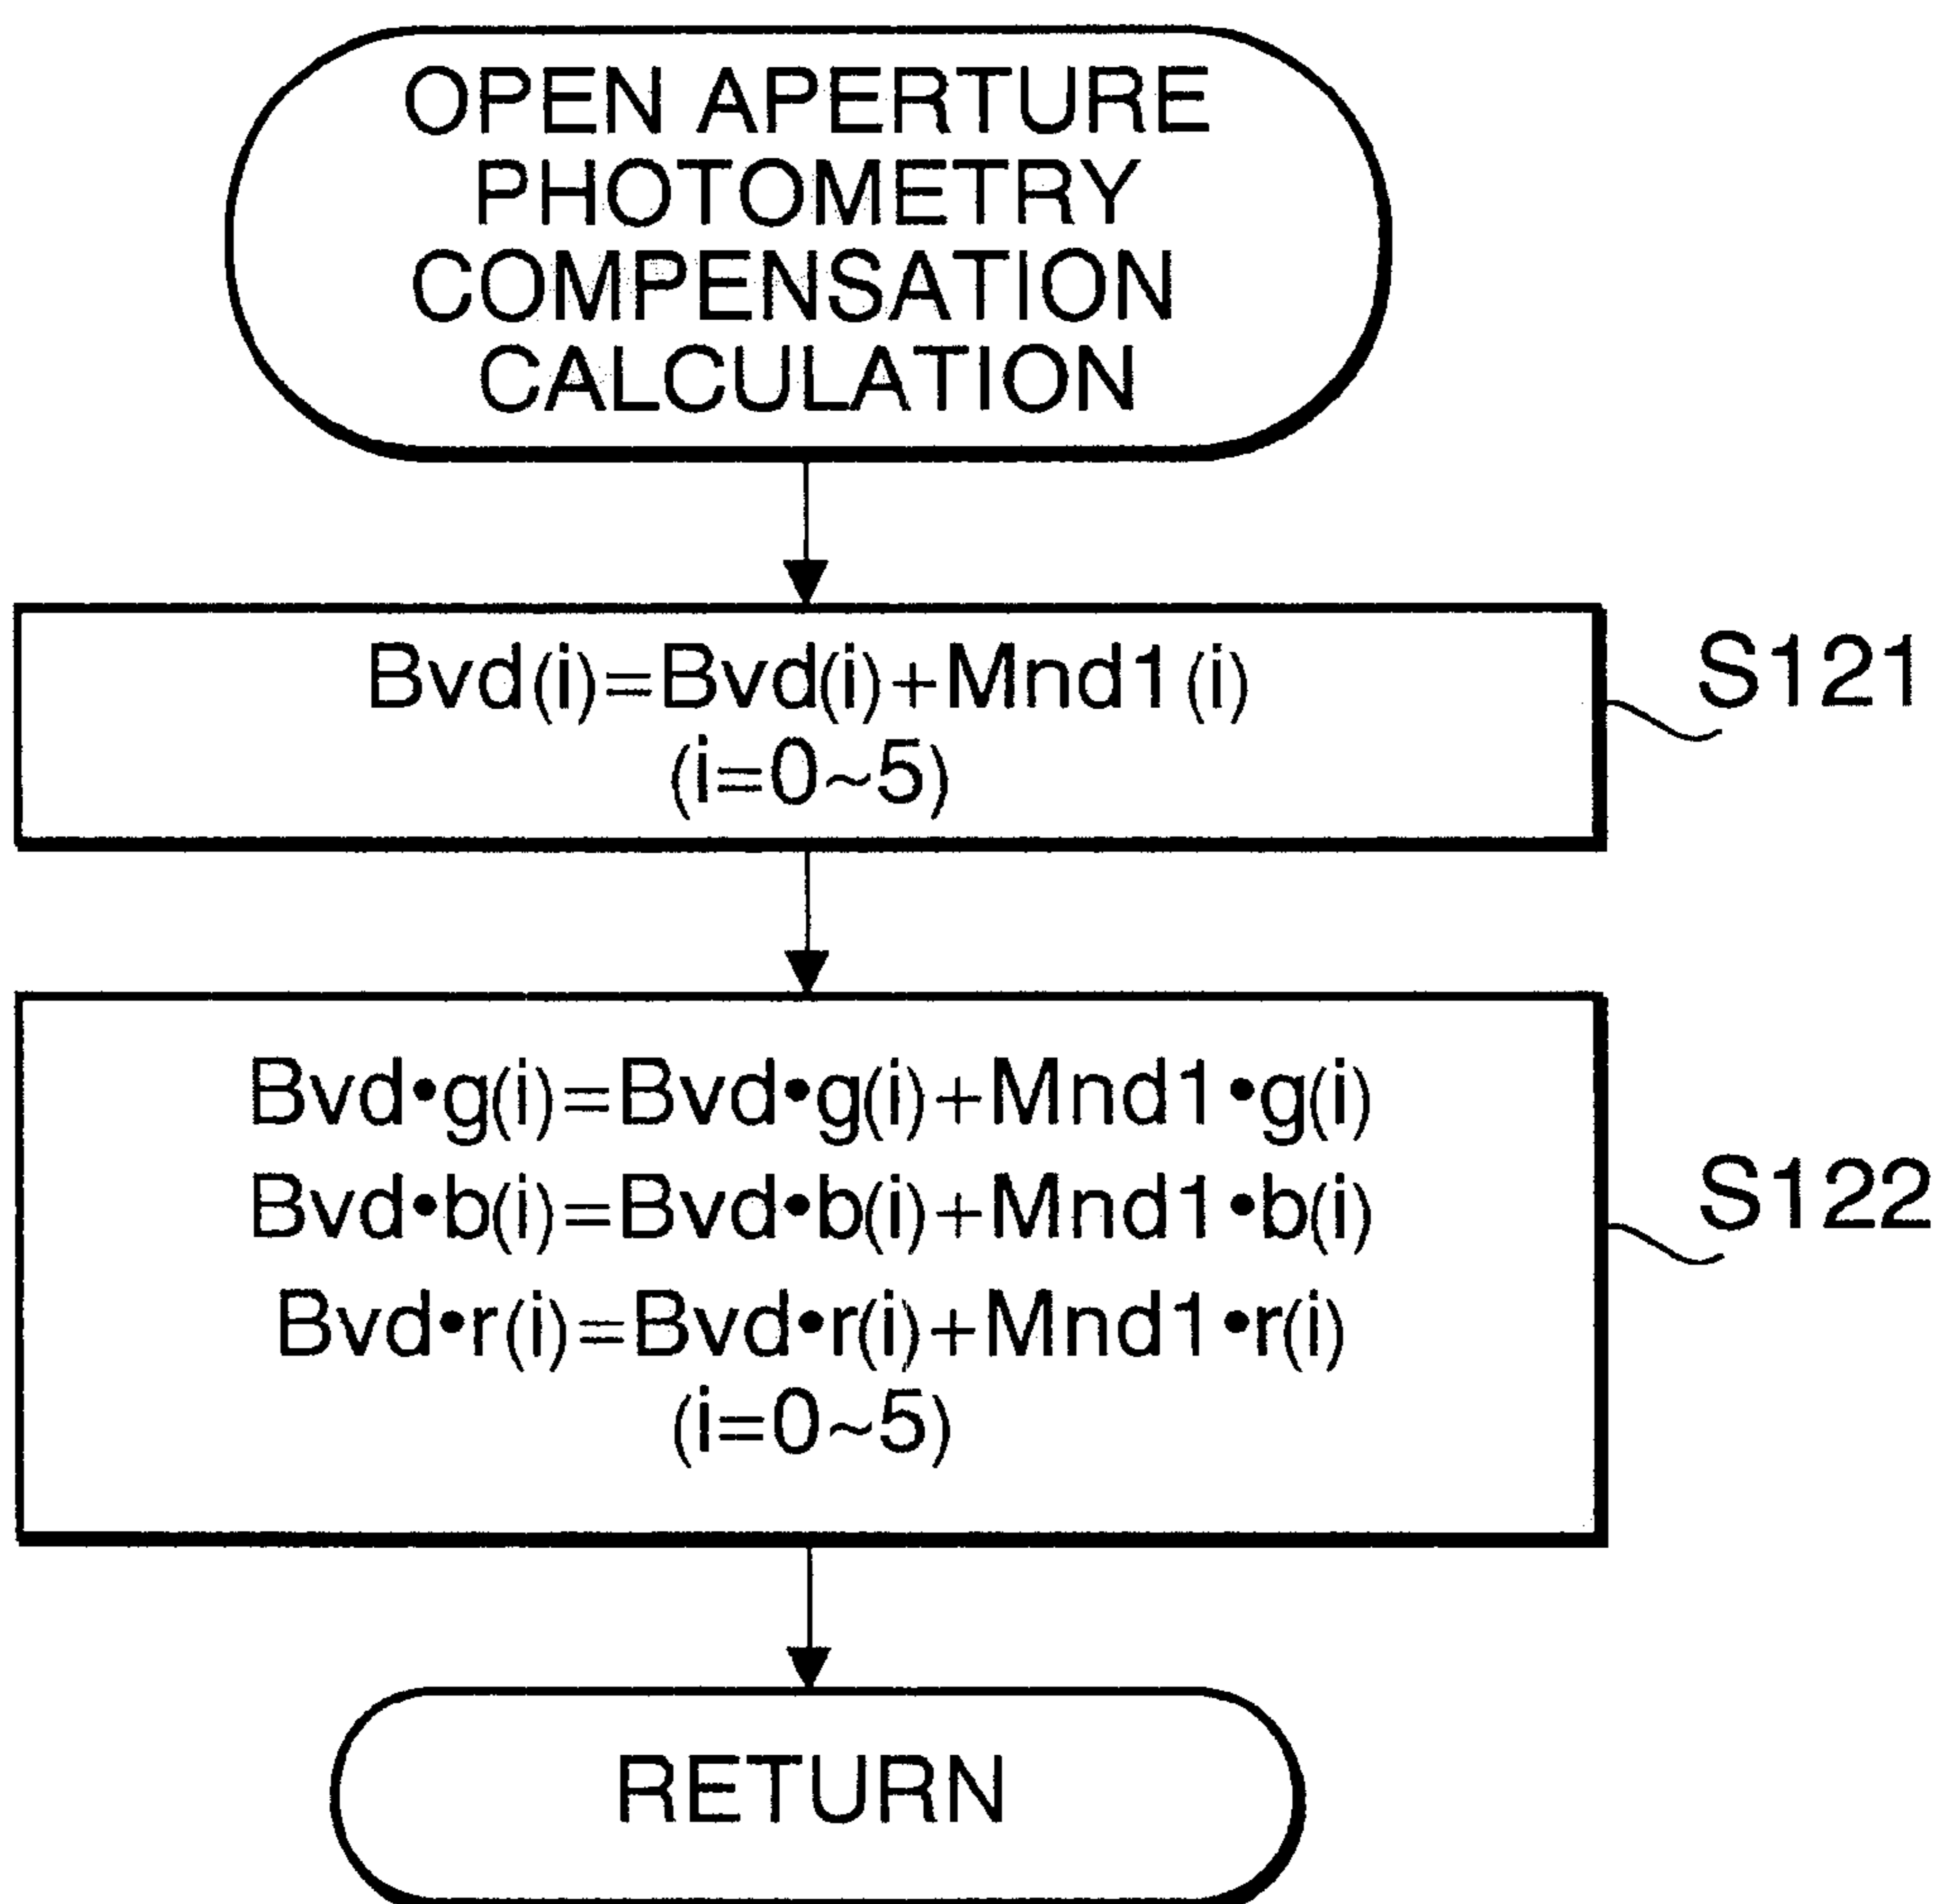 OPEN APERTURE
PHOTOMETRY
COMPENSATION
CALCULATION
Bvd(i)=Bvd(i)+Mnd1(i)
(i=0~5)
S121
Bvd•g(i)=Bvd•g(i)+Mnd1•g(i)
Bvd•b(i)=Bvd•b(i)+Mnd1•b(i)
Bvd•r(i)=Bvd•r(i)+Mnd1•r(i)
(i=0~5)
S122
RETURN